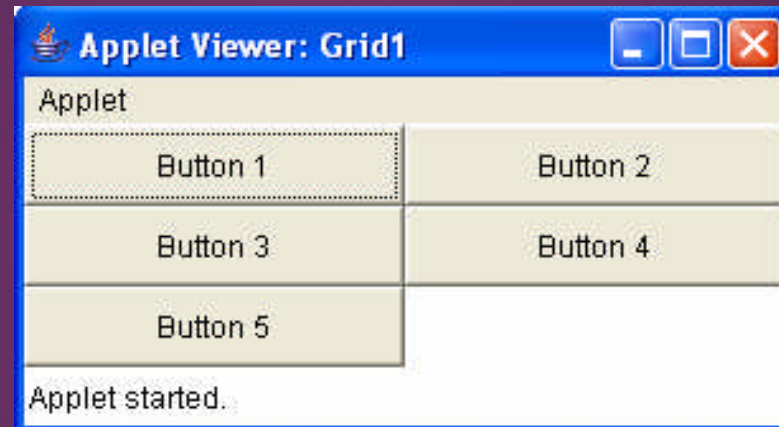 Applet Viewer: Grid1
Applet
Button 1 Button 2
Button 3 Button 4
Button 5
Applet started.